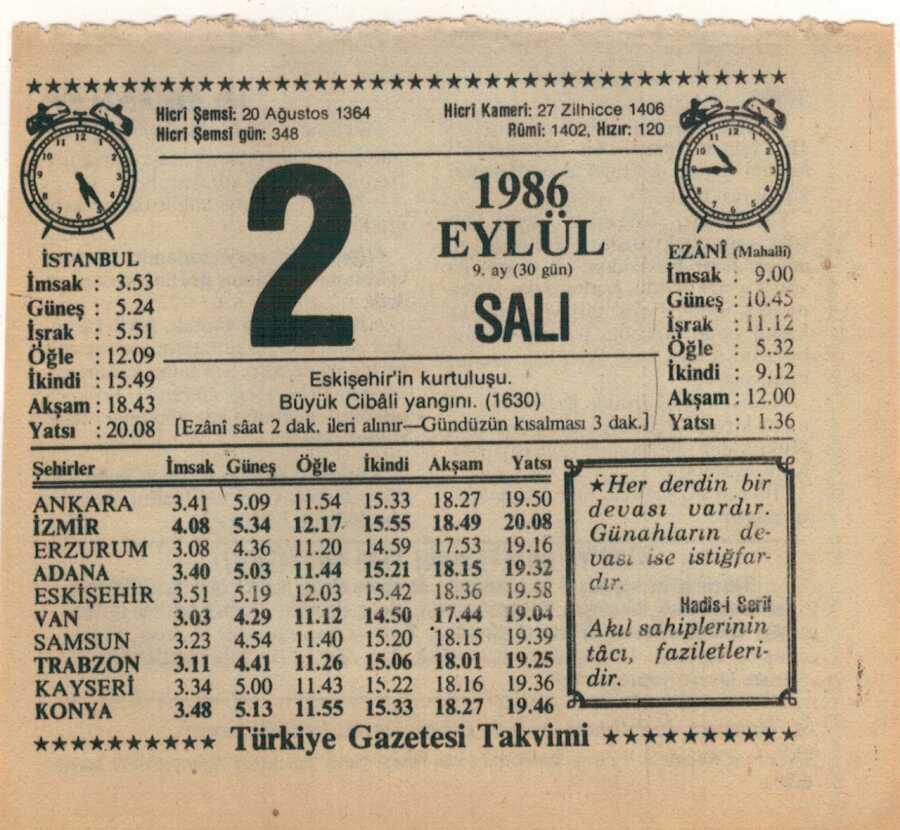 Hicrî Şemsî: 20 Ağustos 1364
Hicrî Şemsî gün: 348
Hicrî Kamerî: 27 Zilhicce 1406
Rûmî: 1402, Hızır: 120
2
1986
EYLÜL
9. ay (30 gün)
SALI
İSTANBUL
İmsak : 3.53
Güneş : 5.24
İşrak : 5.51
Öğle : 12.09
İkindi : 15.49
Akşam : 18.43
Yatsı : 20.08
EZÂNÎ (Mahallî)
İmsak : 9.00
Güneş : 10.45
İşrak : 11.12
Öğle : 5.32
İkindi : 9.12
Akşam : 12.00
Yatsı : 1.36
Eskişehir'in kurtuluşu.
Büyük Cibâli yangını. (1630)
[Ezânî sâat 2 dak. ileri alınır—Gündüzün kısalması 3 dak.]
Şehirler İmsak Güneş Öğle İkindi Akşam Yatsı
ANKARA 3.41 5.09 11.54 15.33 18.27 19.50
İZMİR 4.08 5.34 12.17 15.55 18.49 20.08
ERZURUM 3.08 4.36 11.20 14.59 17.53 19.16
ADANA 3.40 5.03 11.44 15.21 18.15 19.32
ESKİŞEHİR 3.51 5.19 12.03 15.42 18.36 19.58
VAN 3.03 4.29 11.12 14.50 17.44 19.04
SAMSUN 3.23 4.54 11.40 15.20 18.15 19.39
TRABZON 3.11 4.41 11.26 15.06 18.01 19.25
KAYSERİ 3.34 5.00 11.43 15.22 18.16 19.36
KONYA 3.48 5.13 11.55 15.33 18.27 19.46
★Her derdin bir
devası vardır.
Günahların de-
vası ise istiğfar-
dır.
Hadîs-i Şerîf
Akıl sahiplerinin
tâcı, faziletleri-
dir.
★★★★★★★★★★ Türkiye Gazetesi Takvimi ★★★★★★★★★★